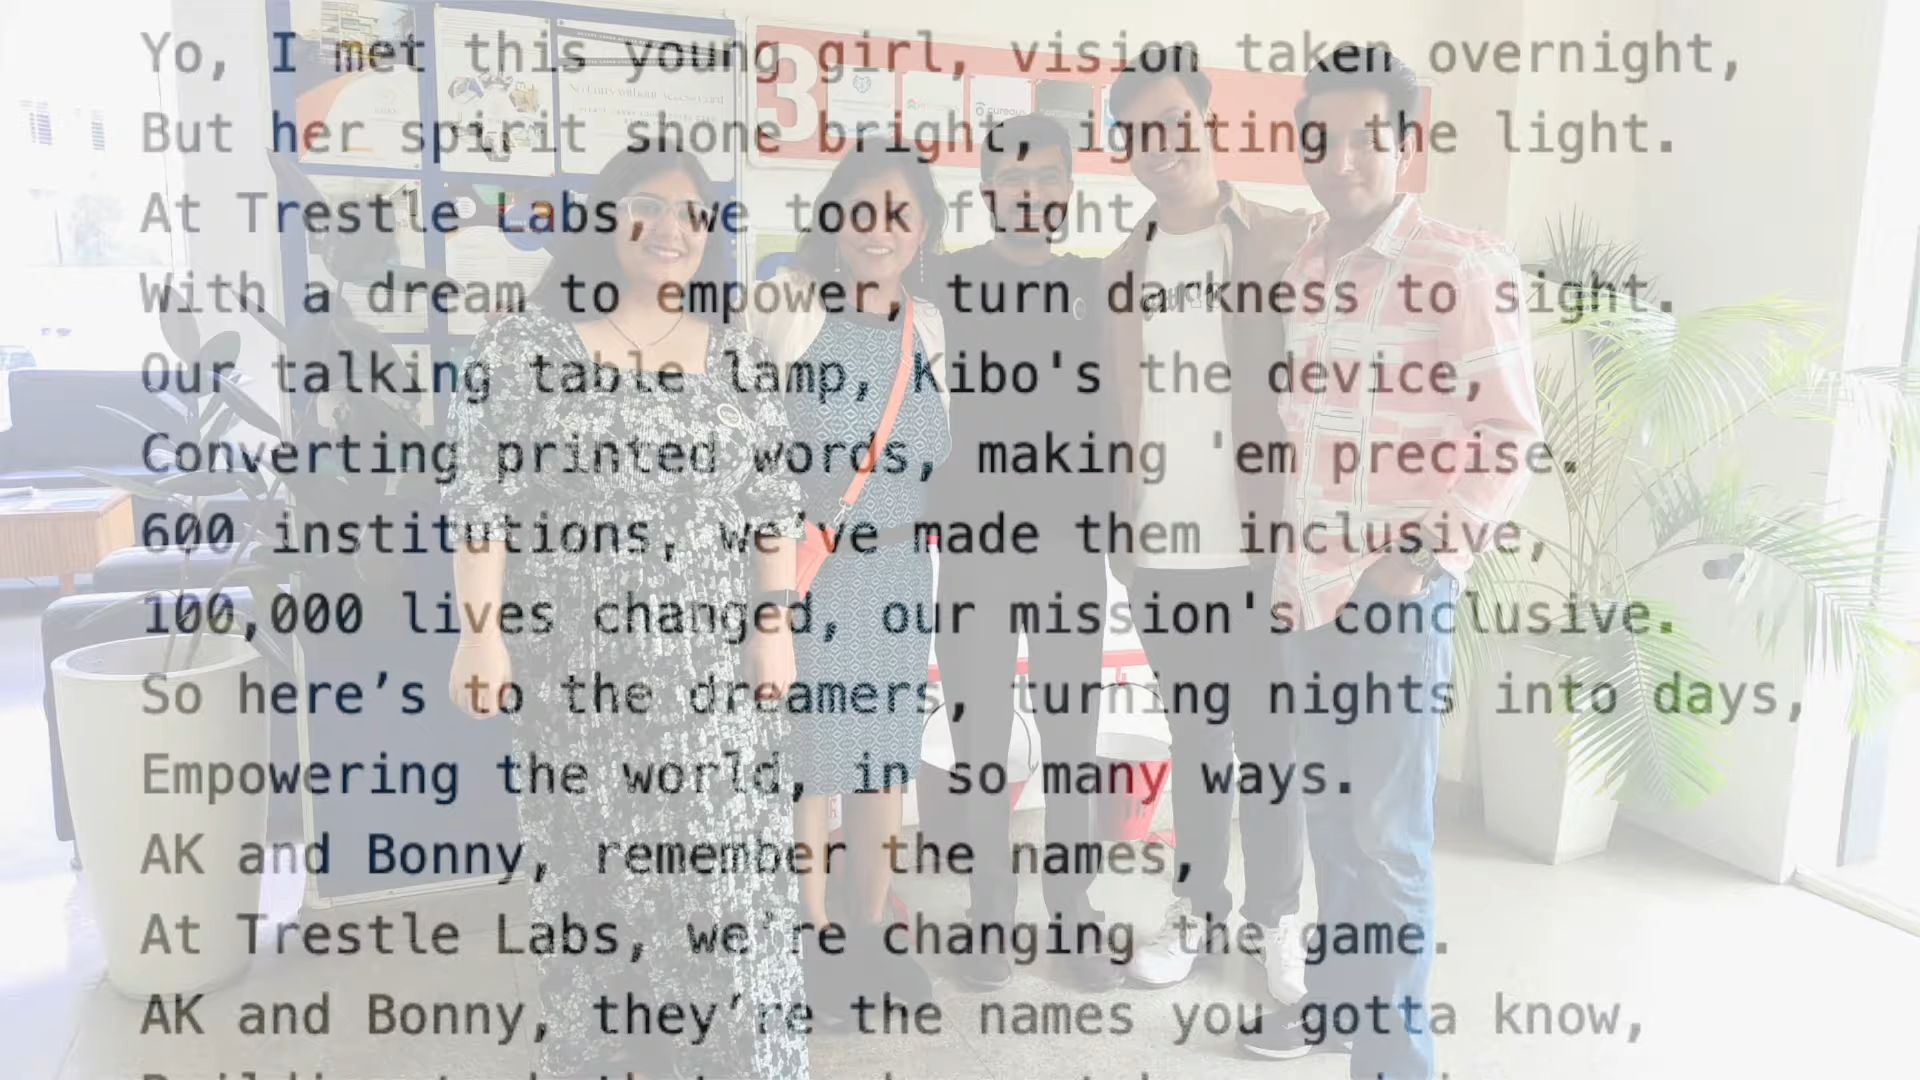 Yo, I met this young girl, vision taken overnight,
But her spirit shone bright, igniting the light.
At Trestle Labs, we took flight,
With a dream to empower, turn darkness to sight.
Our talking table lamp, Kibo's the device,
Converting printed words, making 'em precise.
600 institutions, we've made them inclusive,
100,000 lives changed, our mission's conclusive.
So here’s to the dreamers, turning nights into days,
Empowering the world, in so many ways.
AK and Bonny, remember the names,
At Trestle Labs, we're changing the game.
AK and Bonny, they’re the names you gotta know,
3